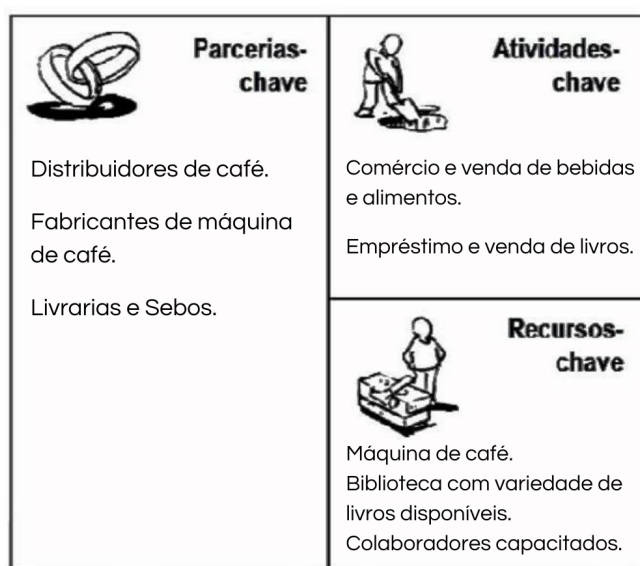 Parcerias-
chave
Distribuidores de café.
Fabricantes de máquina
de café.
Livrarias e Sebos.
Atividades-
chave
Comércio e venda de bebidas
e alimentos.
Empréstimo e venda de livros.
Recursos-
chave
Máquina de café.
Biblioteca com variedade de
livros disponíveis.
Colaboradores capacitados.